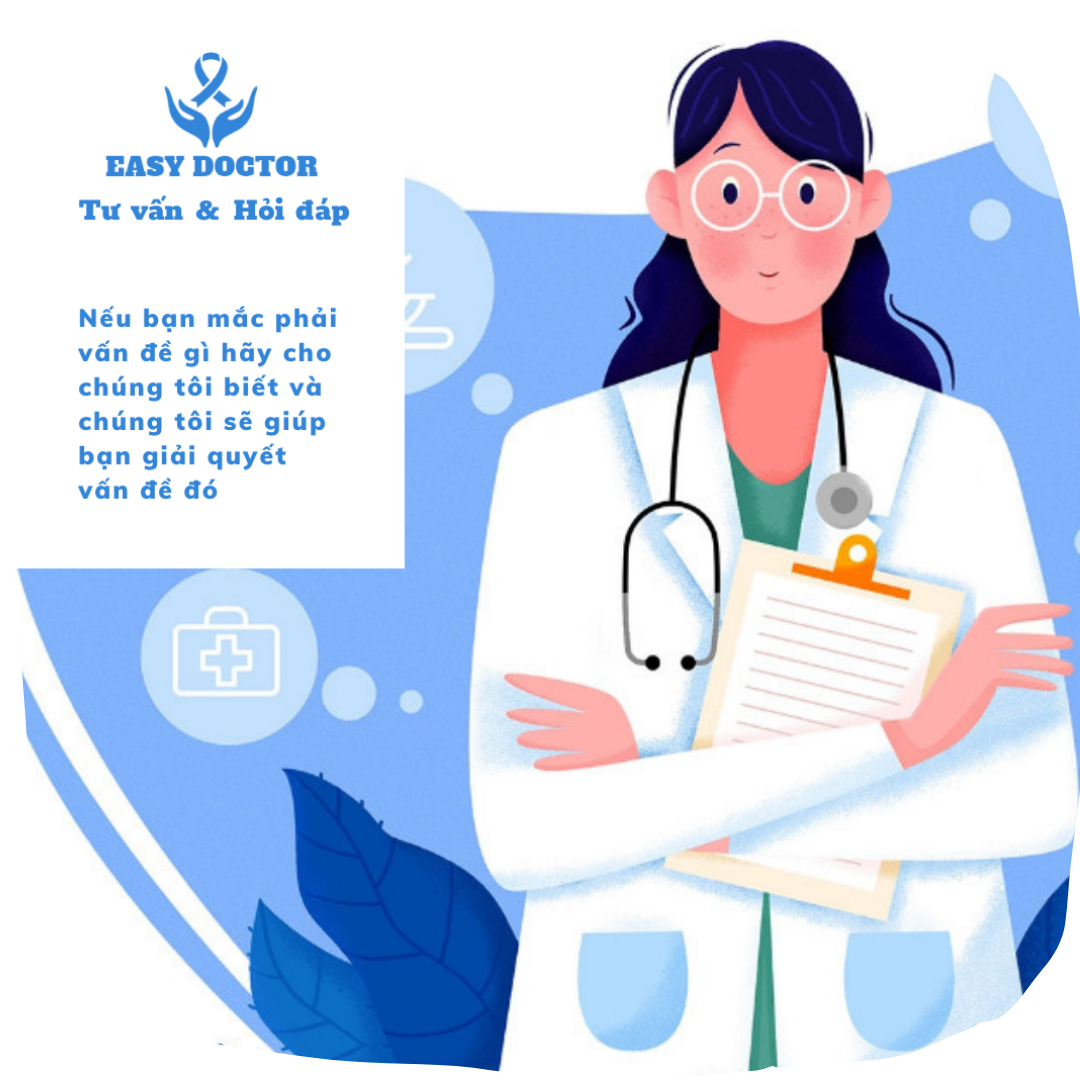 EASY DOCTOR
Tư vấn & Hỏi đáp
Nếu bạn mắc phải
vấn đề gì hãy cho
chúng tôi biết và
chúng tôi sẽ giúp
bạn giải quyết
vấn đề đó